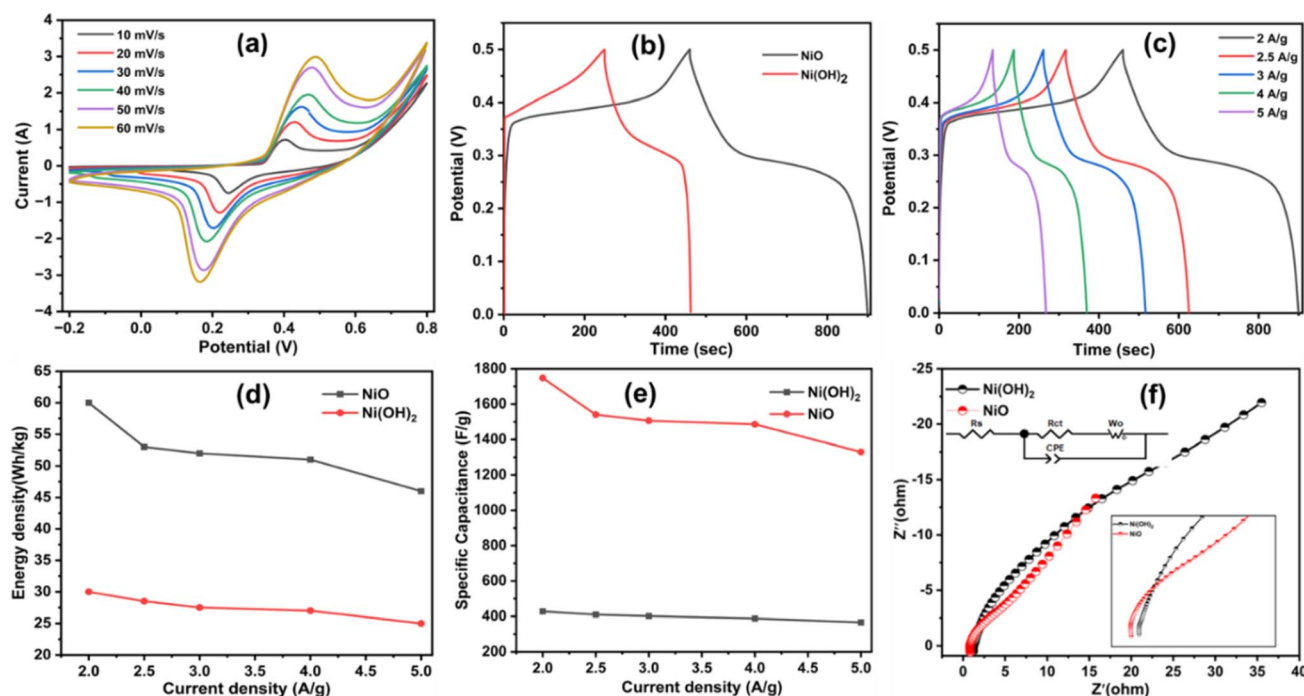 (a)
10 mV/s
20 mV/s
30 mV/s
40 mV/s
50 mV/s
60 mV/s
Current (A)
4
3
2
1
0
−1
−2
−3
−4
−0.2 0.0 0.2 0.4 0.6 0.8
Potential (V)
(b)
NiO
Ni(OH)2
Potential (V)
0.5
0.4
0.3
0.2
0.1
0.0
0 200 400 600 800
Time (sec)
(c)
2 A/g
2.5 A/g
3 A/g
4 A/g
5 A/g
Potential (V)
0.5
0.4
0.3
0.2
0.1
0.0
0 200 400 600 800
Time (sec)
(d)
NiO
Ni(OH)2
Energy density(Wh/kg)
65
60
55
50
45
40
35
30
25
20
2.0 2.5 3.0 3.5 4.0 4.5 5.0
Current density (A/g)
(e)
Ni(OH)2
NiO
Specific Capacitance (F/g)
1800
1600
1400
1200
1000
800
600
400
200
2.0 2.5 3.0 3.5 4.0 4.5 5.0
Current density (A/g)
(f)
Ni(OH)2
NiO
Rs Rct Wo
CPE
Ni(OH)2
NiO
Z''(ohm)
-25
-20
-15
-10
-5
0
0 5 10 15 20 25 30 35 40
Z'(ohm)